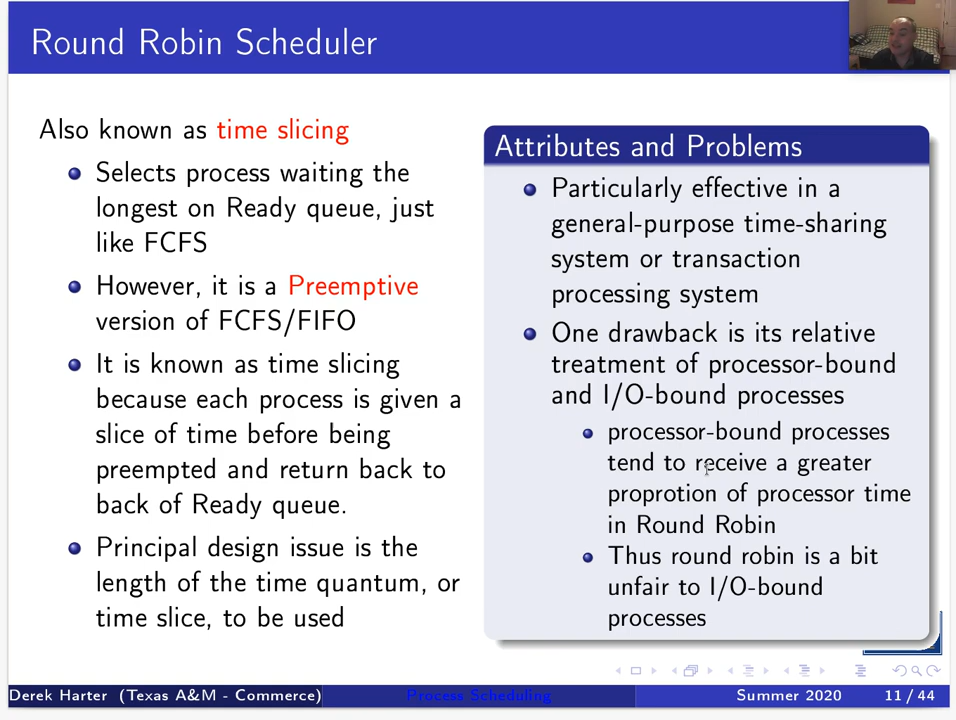 Round Robin Scheduler
Also known as time slicing
Selects process waiting the
longest on Ready queue, just
like FCFS
However, it is a Preemptive
version of FCFS/FIFO
It is known as time slicing
because each process is given a
slice of time before being
preempted and return back to
back of Ready queue.
Principal design issue is the
length of the time quantum, or
time slice, to be used
Attributes and Problems
Particularly effective in a
general-purpose time-sharing
system or transaction
processing system
One drawback is its relative
treatment of processor-bound
and I/O-bound processes
processor-bound processes
tend to receive a greater
proprotion of processor time
in Round Robin
Thus round robin is a bit
unfair to I/O-bound
processes
Derek Harter (Texas A&M - Commerce)
Process Scheduling
Summer 2020
11 / 44